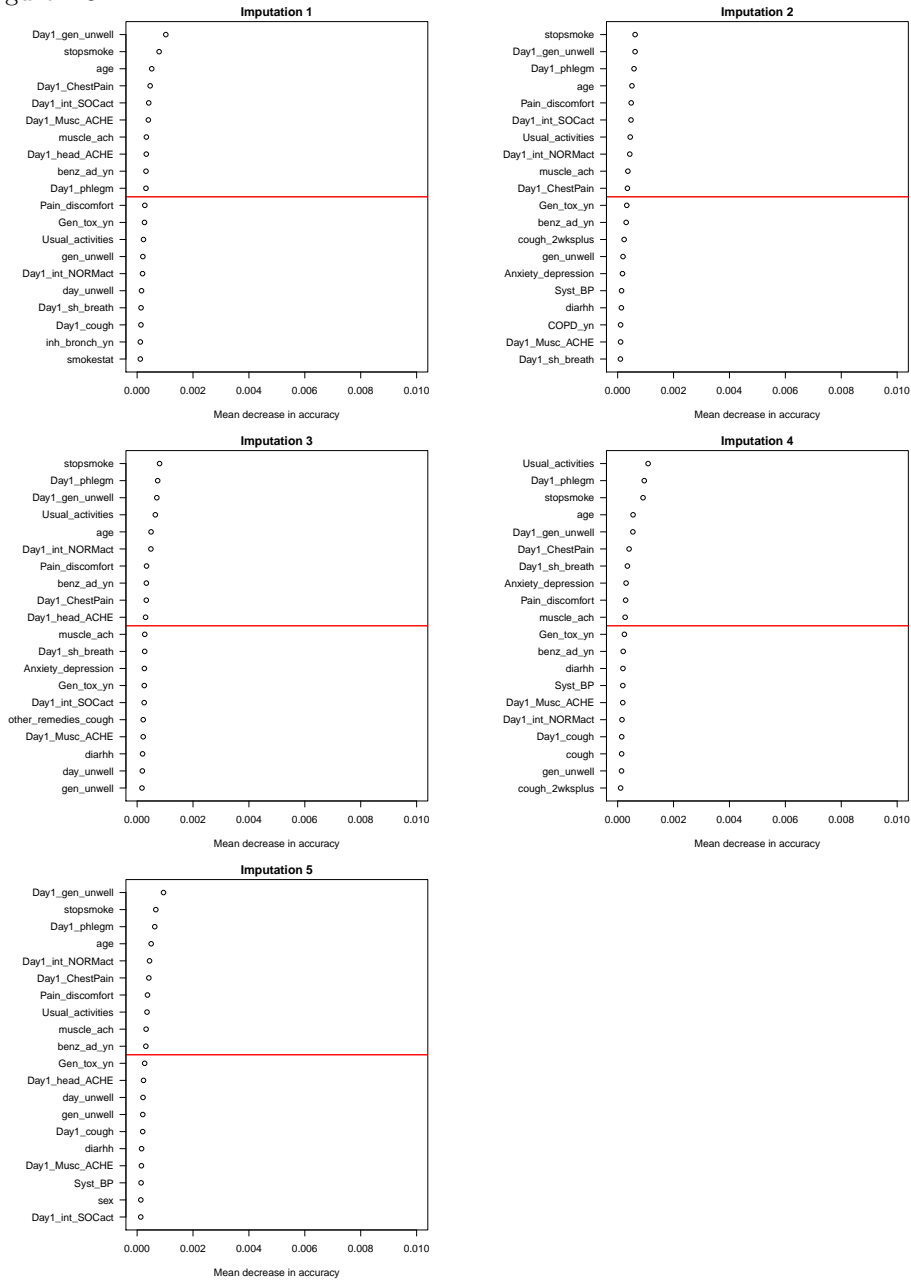 Imputation 1
Day1_gen_unwell
stopsmoke
age
Day1_ChestPain
Day1_int_SOCact
Day1_Musc_ACHE
muscle_ach
Day1_head_ACHE
benz_ad_yn
Day1_phlegm
Pain_discomfort
Gen_tox_yn
Usual_activities
gen_unwell
Day1_int_NORMact
day_unwell
Day1_sh_breath
Day1_cough
inh_bronch_yn
smokestat
0.000 0.002 0.004 0.006 0.008 0.010
Mean decrease in accuracy
Imputation 2
stopsmoke
Day1_gen_unwell
Day1_phlegm
age
Pain_discomfort
Day1_int_SOCact
Usual_activities
Day1_int_NORMact
muscle_ach
Day1_ChestPain
Gen_tox_yn
benz_ad_yn
cough_2wksplus
gen_unwell
Anxiety_depression
Syst_BP
diarhh
COPD_yn
Day1_Musc_ACHE
Day1_sh_breath
0.000 0.002 0.004 0.006 0.008 0.010
Mean decrease in accuracy
Imputation 3
stopsmoke
Day1_phlegm
Day1_gen_unwell
Usual_activities
age
Day1_int_NORMact
Pain_discomfort
benz_ad_yn
Day1_ChestPain
Day1_head_ACHE
muscle_ach
Day1_sh_breath
Anxiety_depression
Gen_tox_yn
Day1_int_SOCact
other_remedies_cough
Day1_Musc_ACHE
diarhh
day_unwell
gen_unwell
0.000 0.002 0.004 0.006 0.008 0.010
Mean decrease in accuracy
Imputation 4
Usual_activities
Day1_phlegm
stopsmoke
age
Day1_gen_unwell
Day1_ChestPain
Day1_sh_breath
Anxiety_depression
Pain_discomfort
muscle_ach
Gen_tox_yn
benz_ad_yn
diarhh
Syst_BP
Day1_Musc_ACHE
Day1_int_NORMact
Day1_cough
cough
gen_unwell
cough_2wksplus
0.000 0.002 0.004 0.006 0.008 0.010
Mean decrease in accuracy
Imputation 5
Day1_gen_unwell
stopsmoke
Day1_phlegm
age
Day1_int_NORMact
Day1_ChestPain
Pain_discomfort
Usual_activities
muscle_ach
benz_ad_yn
Gen_tox_yn
Day1_head_ACHE
day_unwell
gen_unwell
Day1_cough
diarhh
Day1_Musc_ACHE
Syst_BP
sex
Day1_int_SOCact
0.000 0.002 0.004 0.006 0.008 0.010
Mean decrease in accuracy